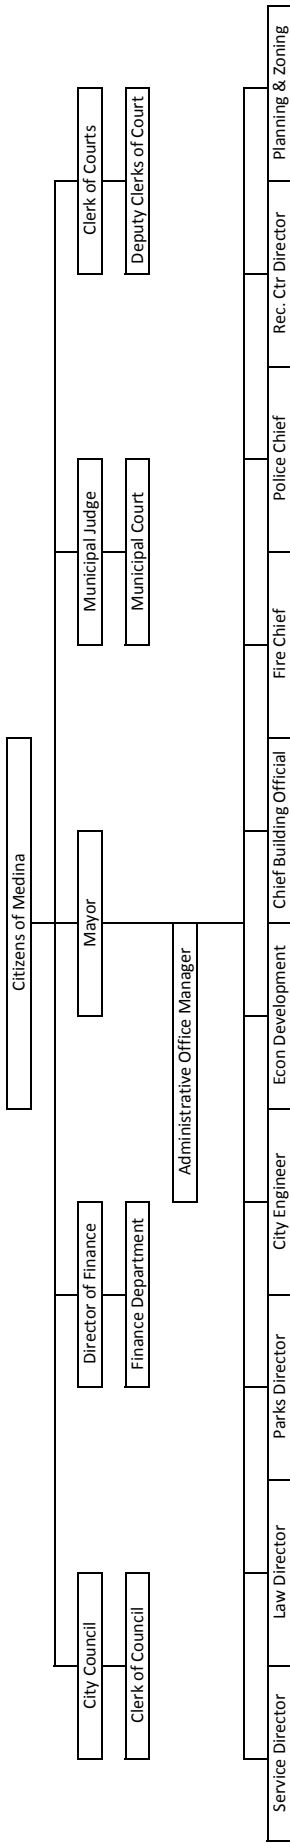 Citizens of Medina
City Council
Director of Finance
Mayor
Municipal Judge
Clerk of Courts
Clerk of Council
Finance Department
Municipal Court
Deputy Clerks of Court
Administrative Office Manager
Service Director
Law Director
Parks Director
City Engineer
Econ Development
Chief Building Official
Fire Chief
Police Chief
Rec. Ctr Director
Planning & Zoning